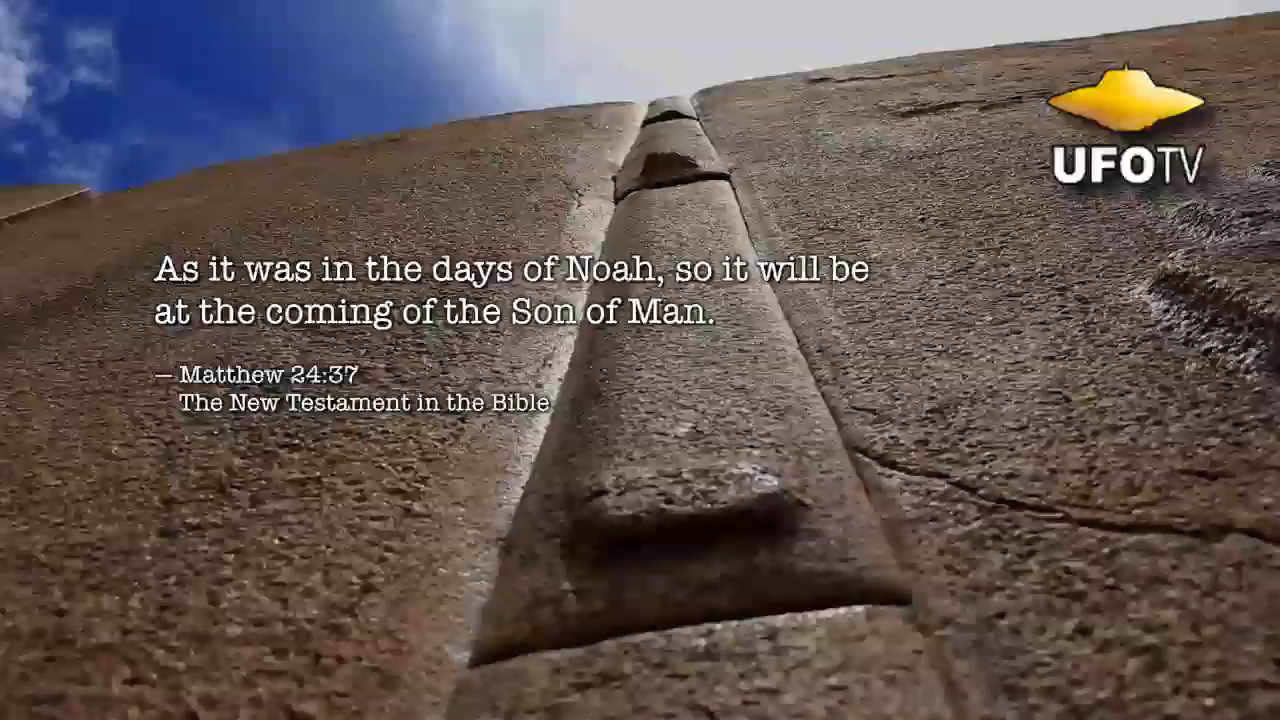 UFOTV
As it was in the days of Noah, so it will be
at the coming of the Son of Man.
– Matthew 24:37
The New Testament in the Bible